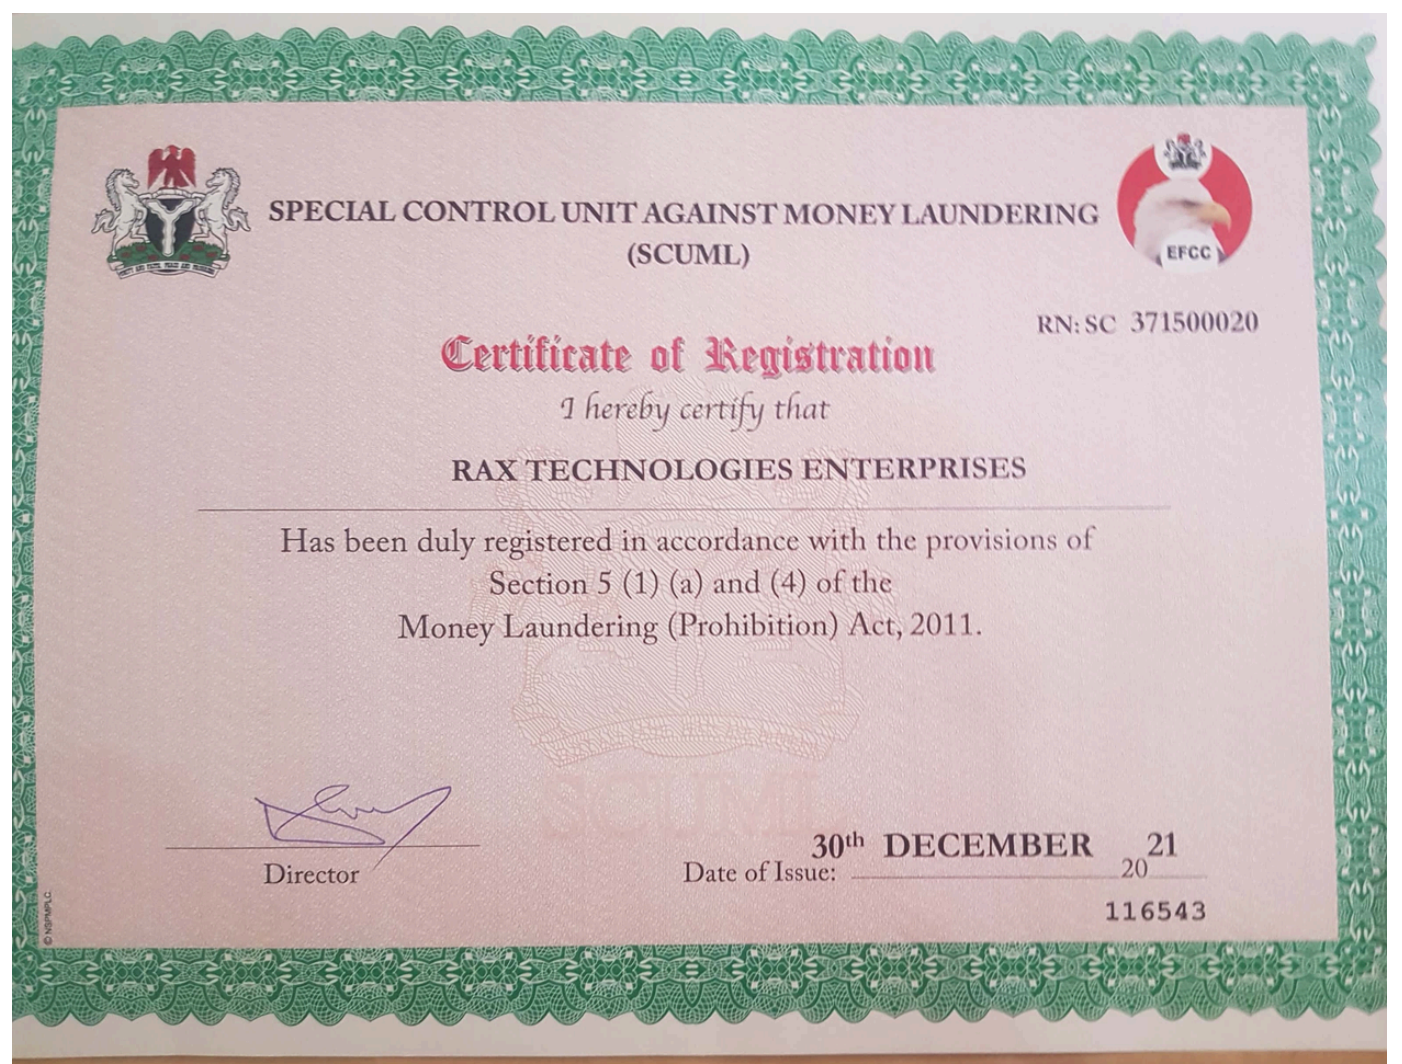 SPECIAL CONTROL UNIT AGAINST MONEY LAUNDERING
(SCUML)
EFCC
RN: SC 371500020
Certificate of Registration
I hereby certify that
RAX TECHNOLOGIES ENTERPRISES
Has been duly registered in accordance with the provisions of
Section 5 (1) (a) and (4) of the
Money Laundering (Prohibition) Act, 2011.
SCUML
Director
Date of Issue: 30th DECEMBER 2021
116543
© NSPMPLC